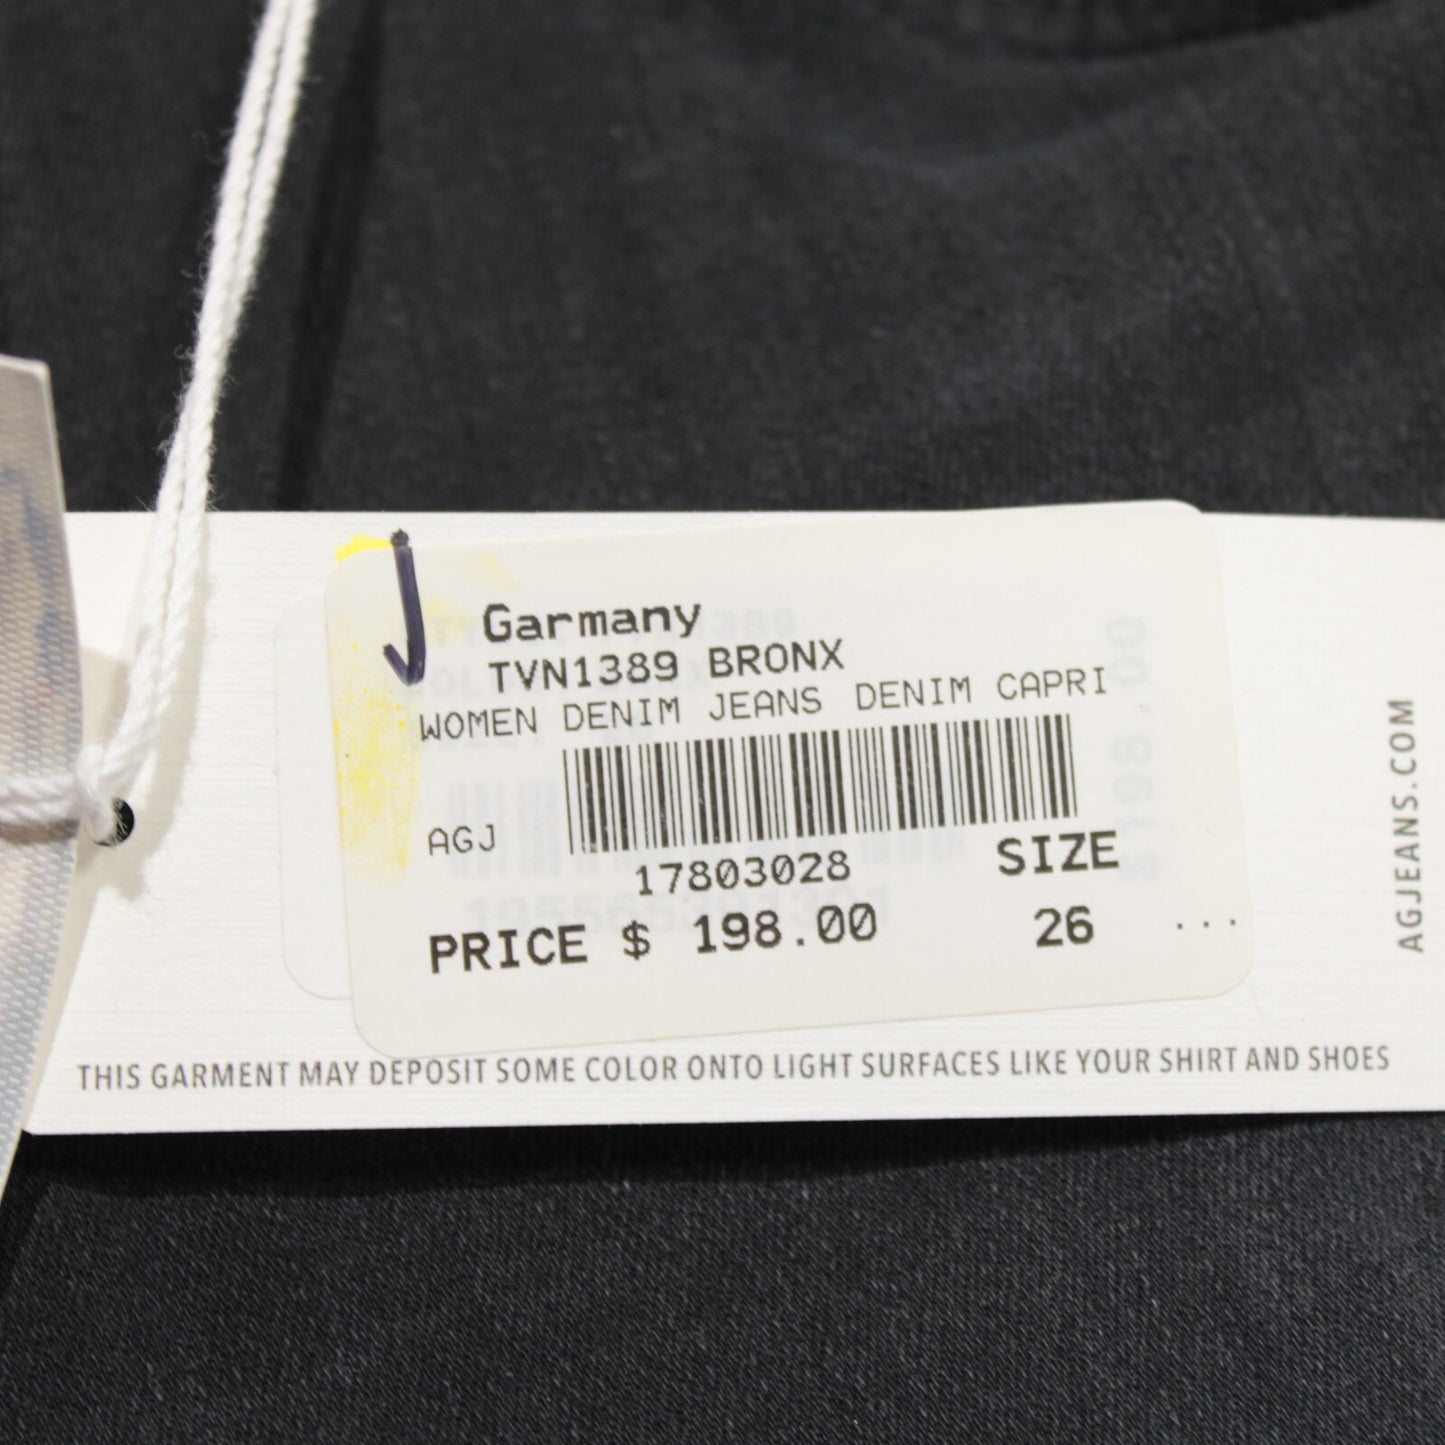 Garmany
TVN1389 BRONX
WOMEN DENIM JEANS DENIM CAPRI
AGJ
17803028
SIZE
PRICE $ 198.00
26
...
THIS GARMENT MAY DEPOSIT SOME COLOR ONTO LIGHT SURFACES LIKE YOUR SHIRT AND SHOES
AGJEANS.COM